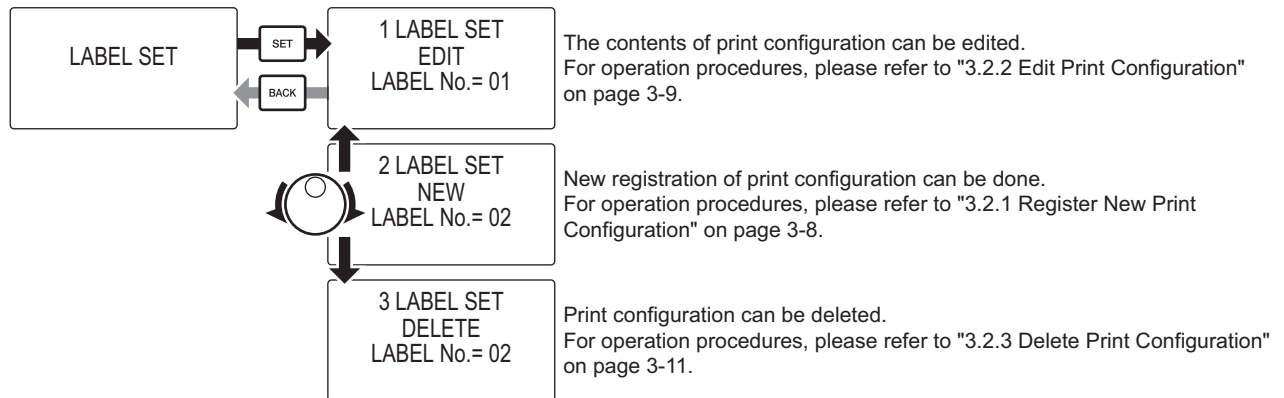 LABEL SET
SET
BACK
1 LABEL SET
EDIT
LABEL No.= 01
The contents of print configuration can be edited.
For operation procedures, please refer to "3.2.2 Edit Print Configuration"
on page 3-9.
2 LABEL SET
NEW
LABEL No.= 02
New registration of print configuration can be done.
For operation procedures, please refer to "3.2.1 Register New Print
Configuration" on page 3-8.
3 LABEL SET
DELETE
LABEL No.= 02
Print configuration can be deleted.
For operation procedures, please refer to "3.2.3 Delete Print Configuration"
on page 3-11.